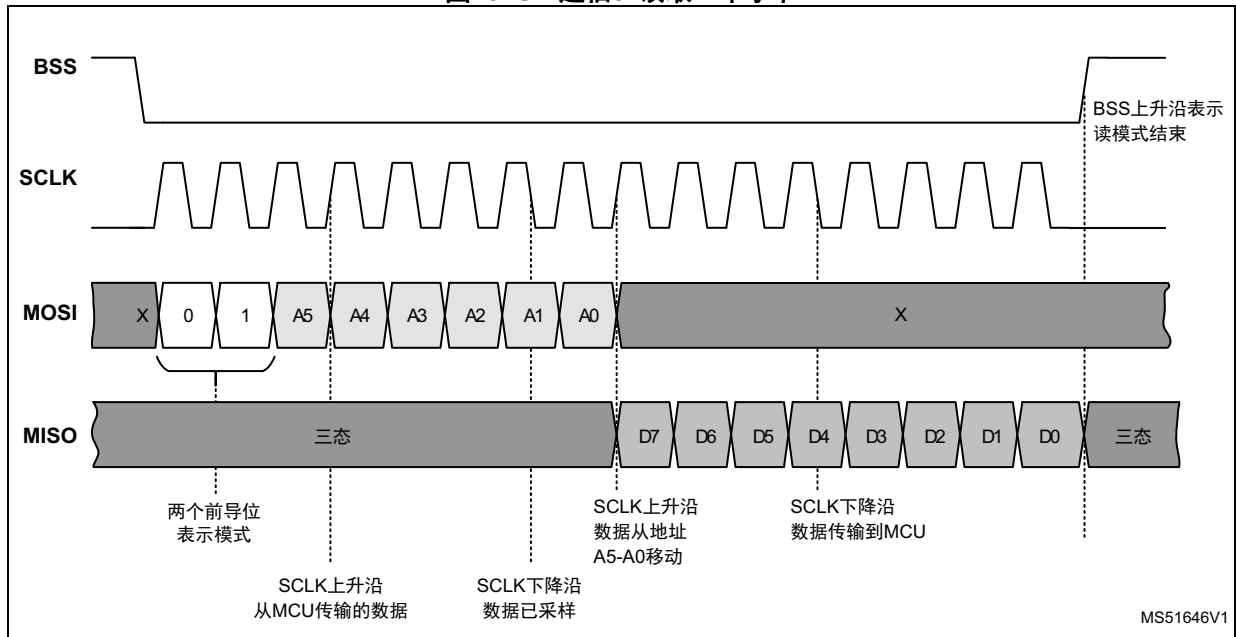 BSS
BSS上升沿表示
读模式结束
SCLK
MOSI
X 0 1 A5 A4 A3 A2 A1 A0 X
MISO
三态 D7 D6 D5 D4 D3 D2 D1 D0 三态
两个前导位
表示模式
SCLK上升沿
数据从地址
A5-A0移动
SCLK下降沿
数据传输到MCU
SCLK上升沿
从MCU传输的数据
SCLK下降沿
数据已采样
MS51646V1